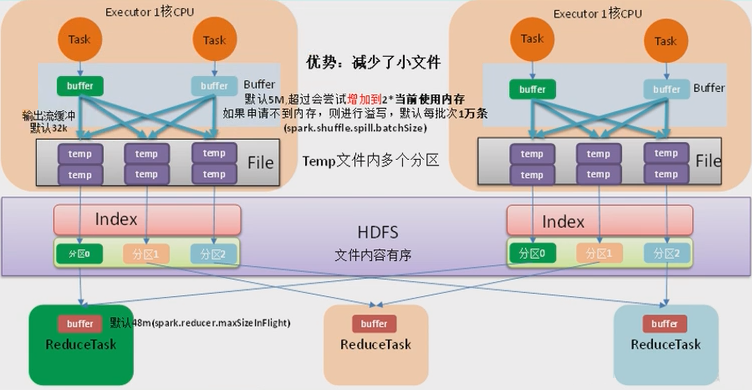 Executor 1核CPU
Executor 1核CPU
Task
Task
Task
Task
优势：减少了小文件
buffer
buffer
Buffer
buffer
buffer
Buffer
默认5M,超过会尝试增加到2*当前使用内存
如果申请不到内存，则进行溢写，默认每批次1万条
(spark.shuffle.spill.batchSize)
输出流缓冲
默认32k
temp
temp
temp
File
temp
temp
temp
Temp文件内多个分区
temp
temp
temp
File
temp
temp
temp
Index
HDFS
Index
文件内容有序
分区0
分区1
分区2
分区0
分区1
分区2
buffer
默认48m(spark.reducer.maxSizeInFlight)
buffer
buffer
ReduceTask
ReduceTask
ReduceTask